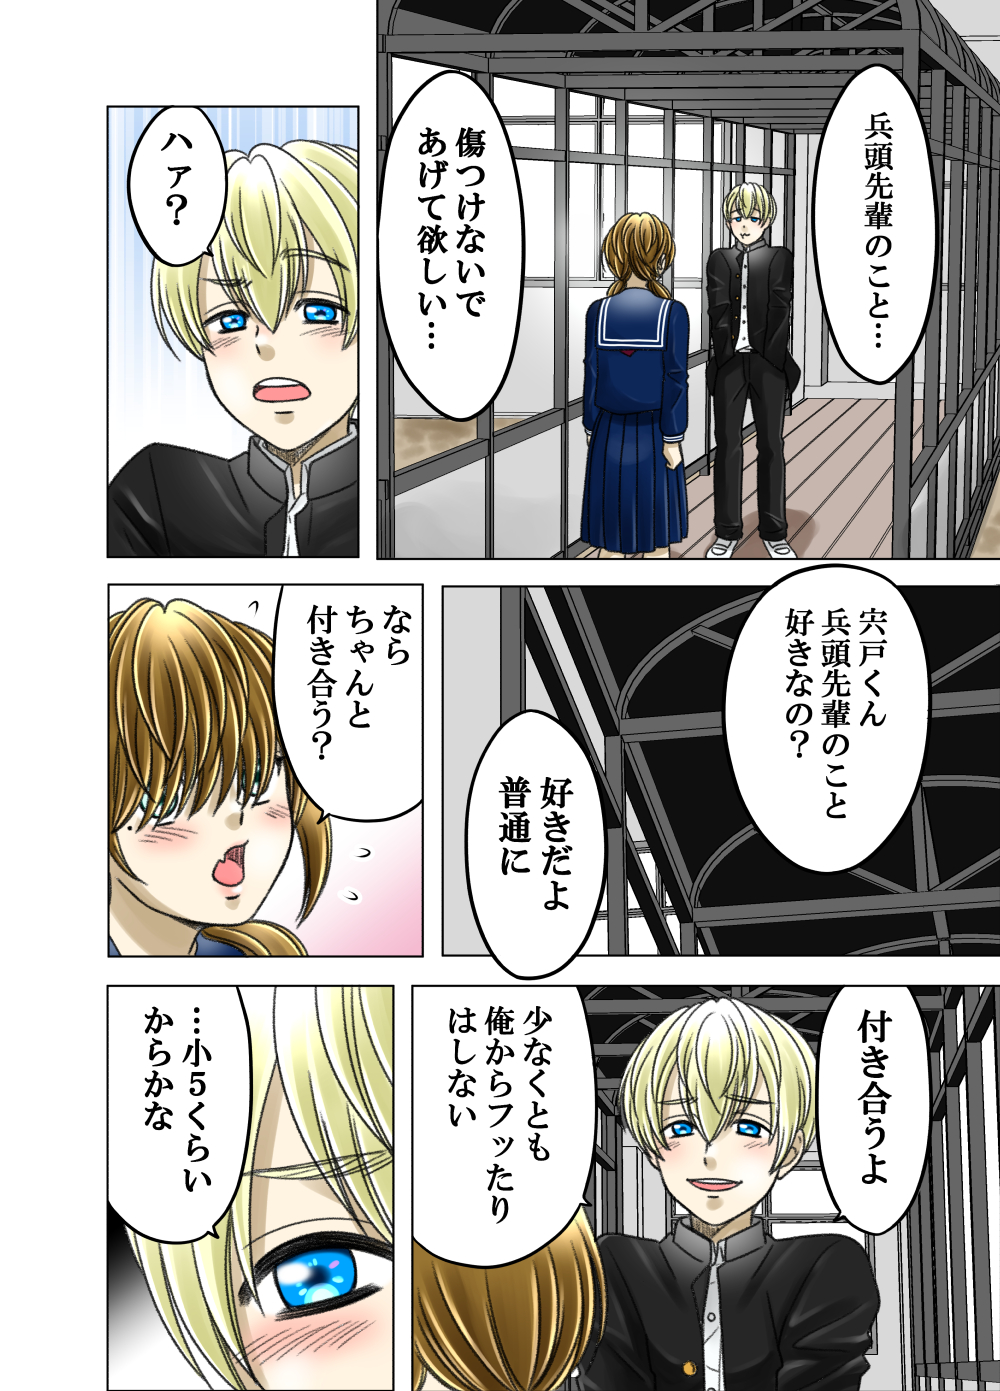 兵頭先輩のこと…
傷つけないで
あげて欲しい…
ハァ？
宍戸くん
兵頭先輩のこと
好きなの？
好きだよ
普通に
なら
ちゃんと
付き合う？
付き合うよ
少なくとも
俺からフッたり
はしない
…小5くらい
からかな